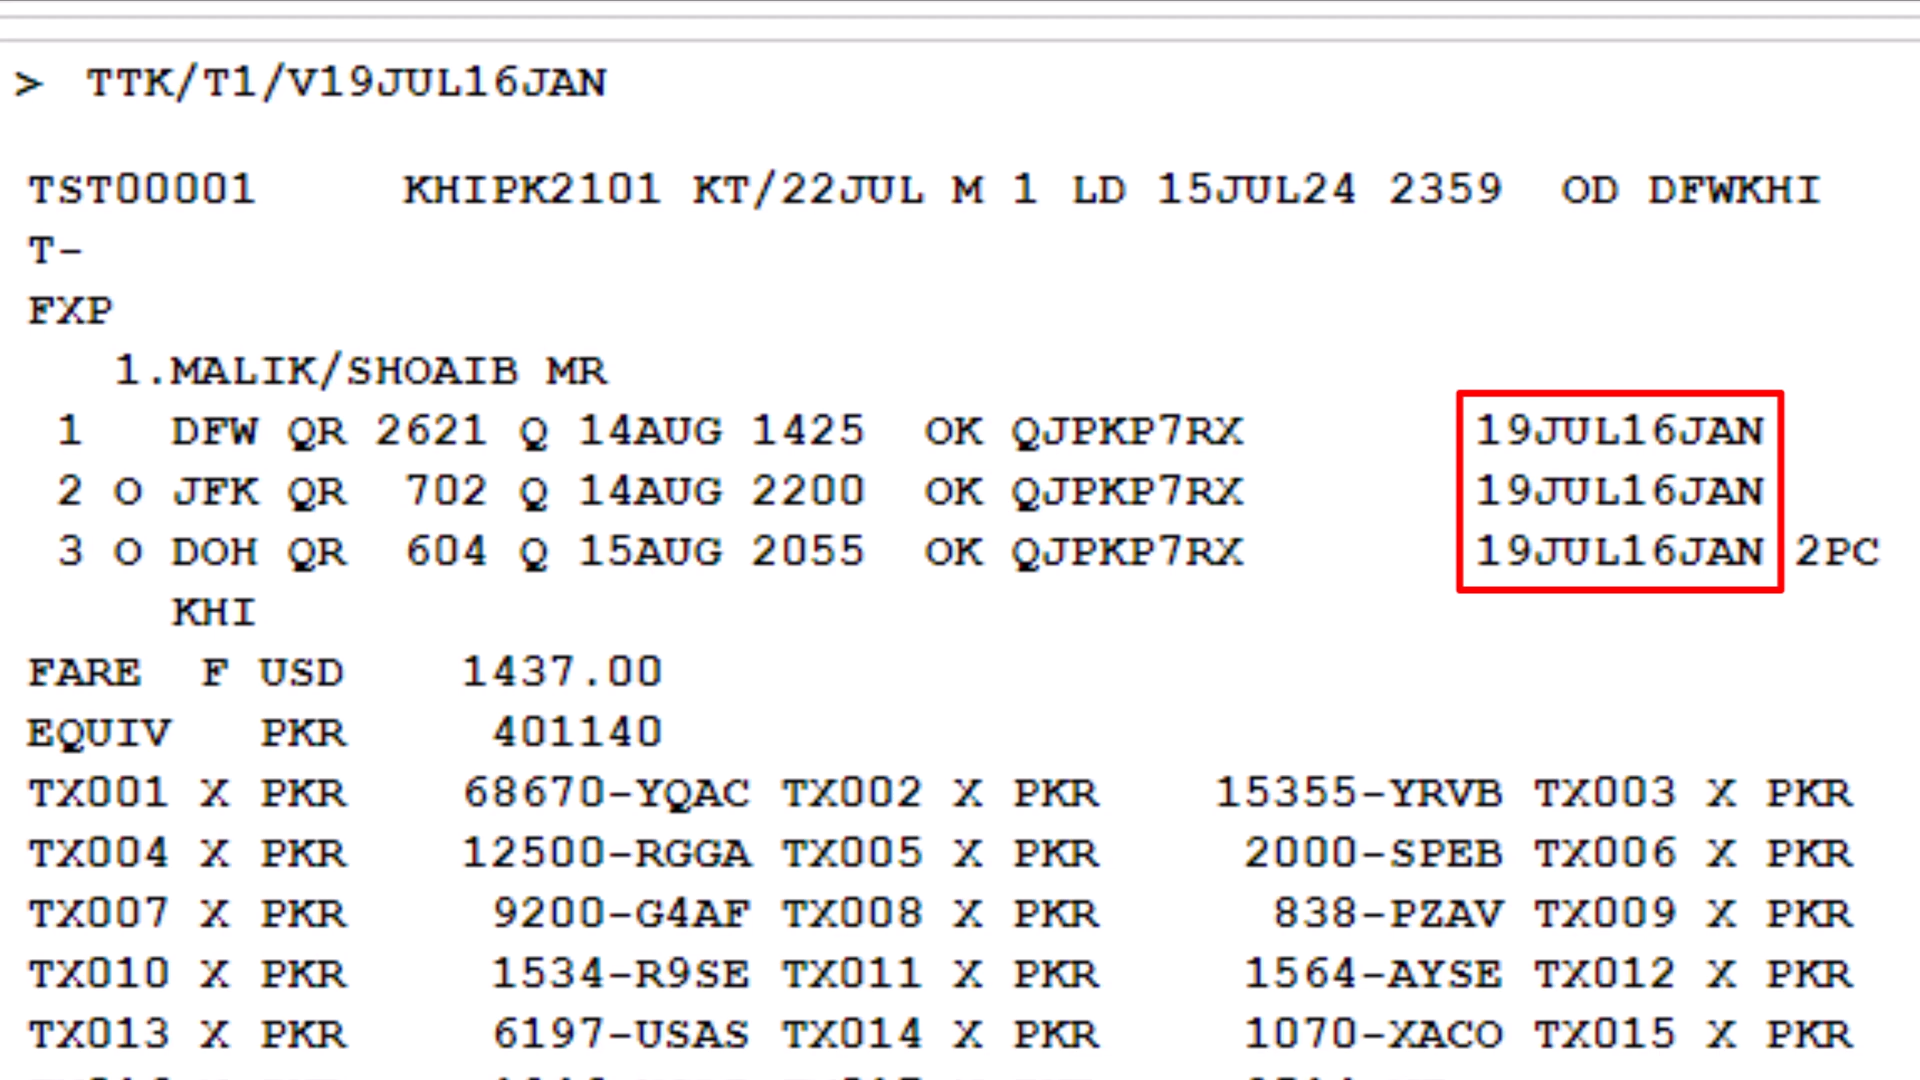 > TTK/T1/V19JUL16JAN
TST00001 KHIPK2101 KT/22JUL M 1 LD 15JUL24 2359 OD DFWKHI
T-
FXP
1.MALIK/SHOAIB MR
1 DFW QR 2621 Q 14AUG 1425 OK QJPKP7RX 19JUL16JAN
2 O JFK QR 702 Q 14AUG 2200 OK QJPKP7RX 19JUL16JAN
3 O DOH QR 604 Q 15AUG 2055 OK QJPKP7RX 19JUL16JAN 2PC
KHI
FARE F USD 1437.00
EQUIV PKR 401140
TX001 X PKR 68670-YQAC TX002 X PKR 15355-YRVB TX003 X PKR
TX004 X PKR 12500-RGGA TX005 X PKR 2000-SPEB TX006 X PKR
TX007 X PKR 9200-G4AF TX008 X PKR 838-PZAV TX009 X PKR
TX010 X PKR 1534-R9SE TX011 X PKR 1564-AYSE TX012 X PKR
TX013 X PKR 6197-USAS TX014 X PKR 1070-XACO TX015 X PKR